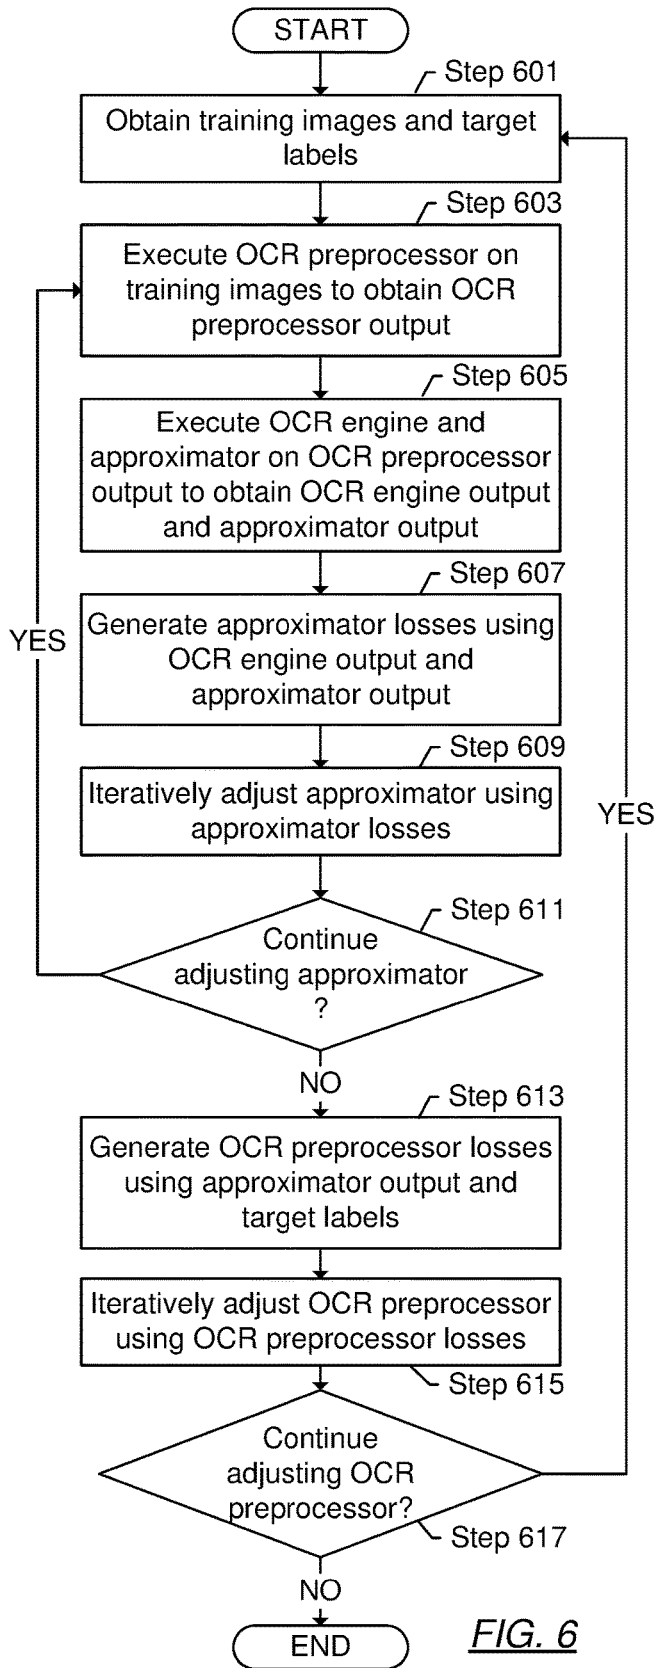 START
Step 601
Obtain training images and target
labels
Step 603
Execute OCR preprocessor on
training images to obtain OCR
preprocessor output
Step 605
Execute OCR engine and
approximator on OCR preprocessor
output to obtain OCR engine output
and approximator output
Step 607
Generate approximator losses using
OCR engine output and
approximator output
YES
Step 609
Iteratively adjust approximator using
approximator losses
YES
Step 611
Continue
adjusting approximator
?
NO
Step 613
Generate OCR preprocessor losses
using approximator output and
target labels
Iteratively adjust OCR preprocessor
using OCR preprocessor losses
Step 615
Continue
adjusting OCR
preprocessor?
Step 617
NO
END
FIG. 6